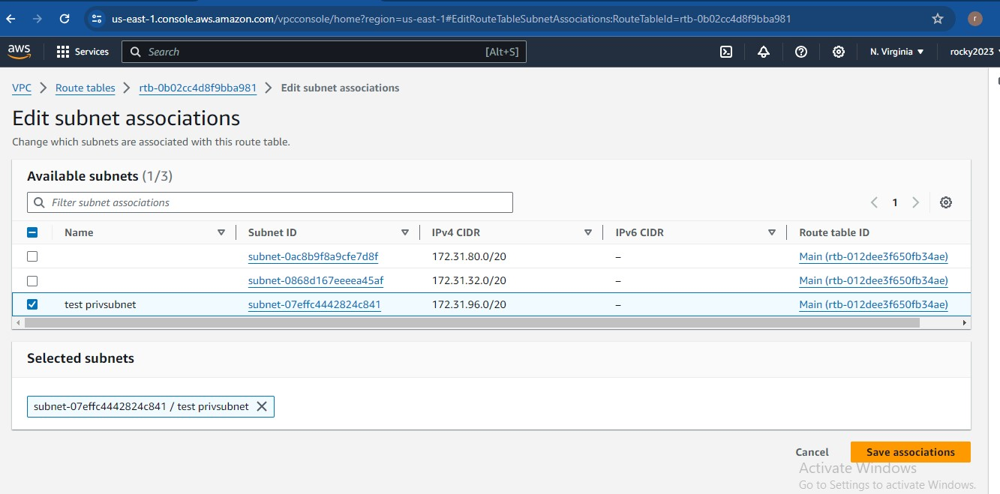 us-east-1.console.aws.amazon.com/vpcconsole/home?region=us-east-1#EditRouteTableSubnetAssociations:RouteTableId=rtb-0b02cc4d8f9bba981 r
aws Services Search [Alt+S] N. Virginia rocky2023
VPC Route tables rtb-0b02cc4d8f9bba981 Edit subnet associations
Edit subnet associations
Change which subnets are associated with this route table.
Available subnets (1/3)
Filter subnet associations 1
Name Subnet ID IPv4 CIDR IPv6 CIDR Route table ID
subnet-0ac8b9f8a9cfe7d8f 172.31.80.0/20 – Main (rtb-012dee3f650fb34ae)
subnet-0868d167eeeea45af 172.31.32.0/20 – Main (rtb-012dee3f650fb34ae)
test privsubnet subnet-07effc4442824c841 172.31.96.0/20 – Main (rtb-012dee3f650fb34ae)
Selected subnets
subnet-07effc4442824c841 / test privsubnet
Cancel Save associations
Activate Windows
Go to Settings to activate Windows.